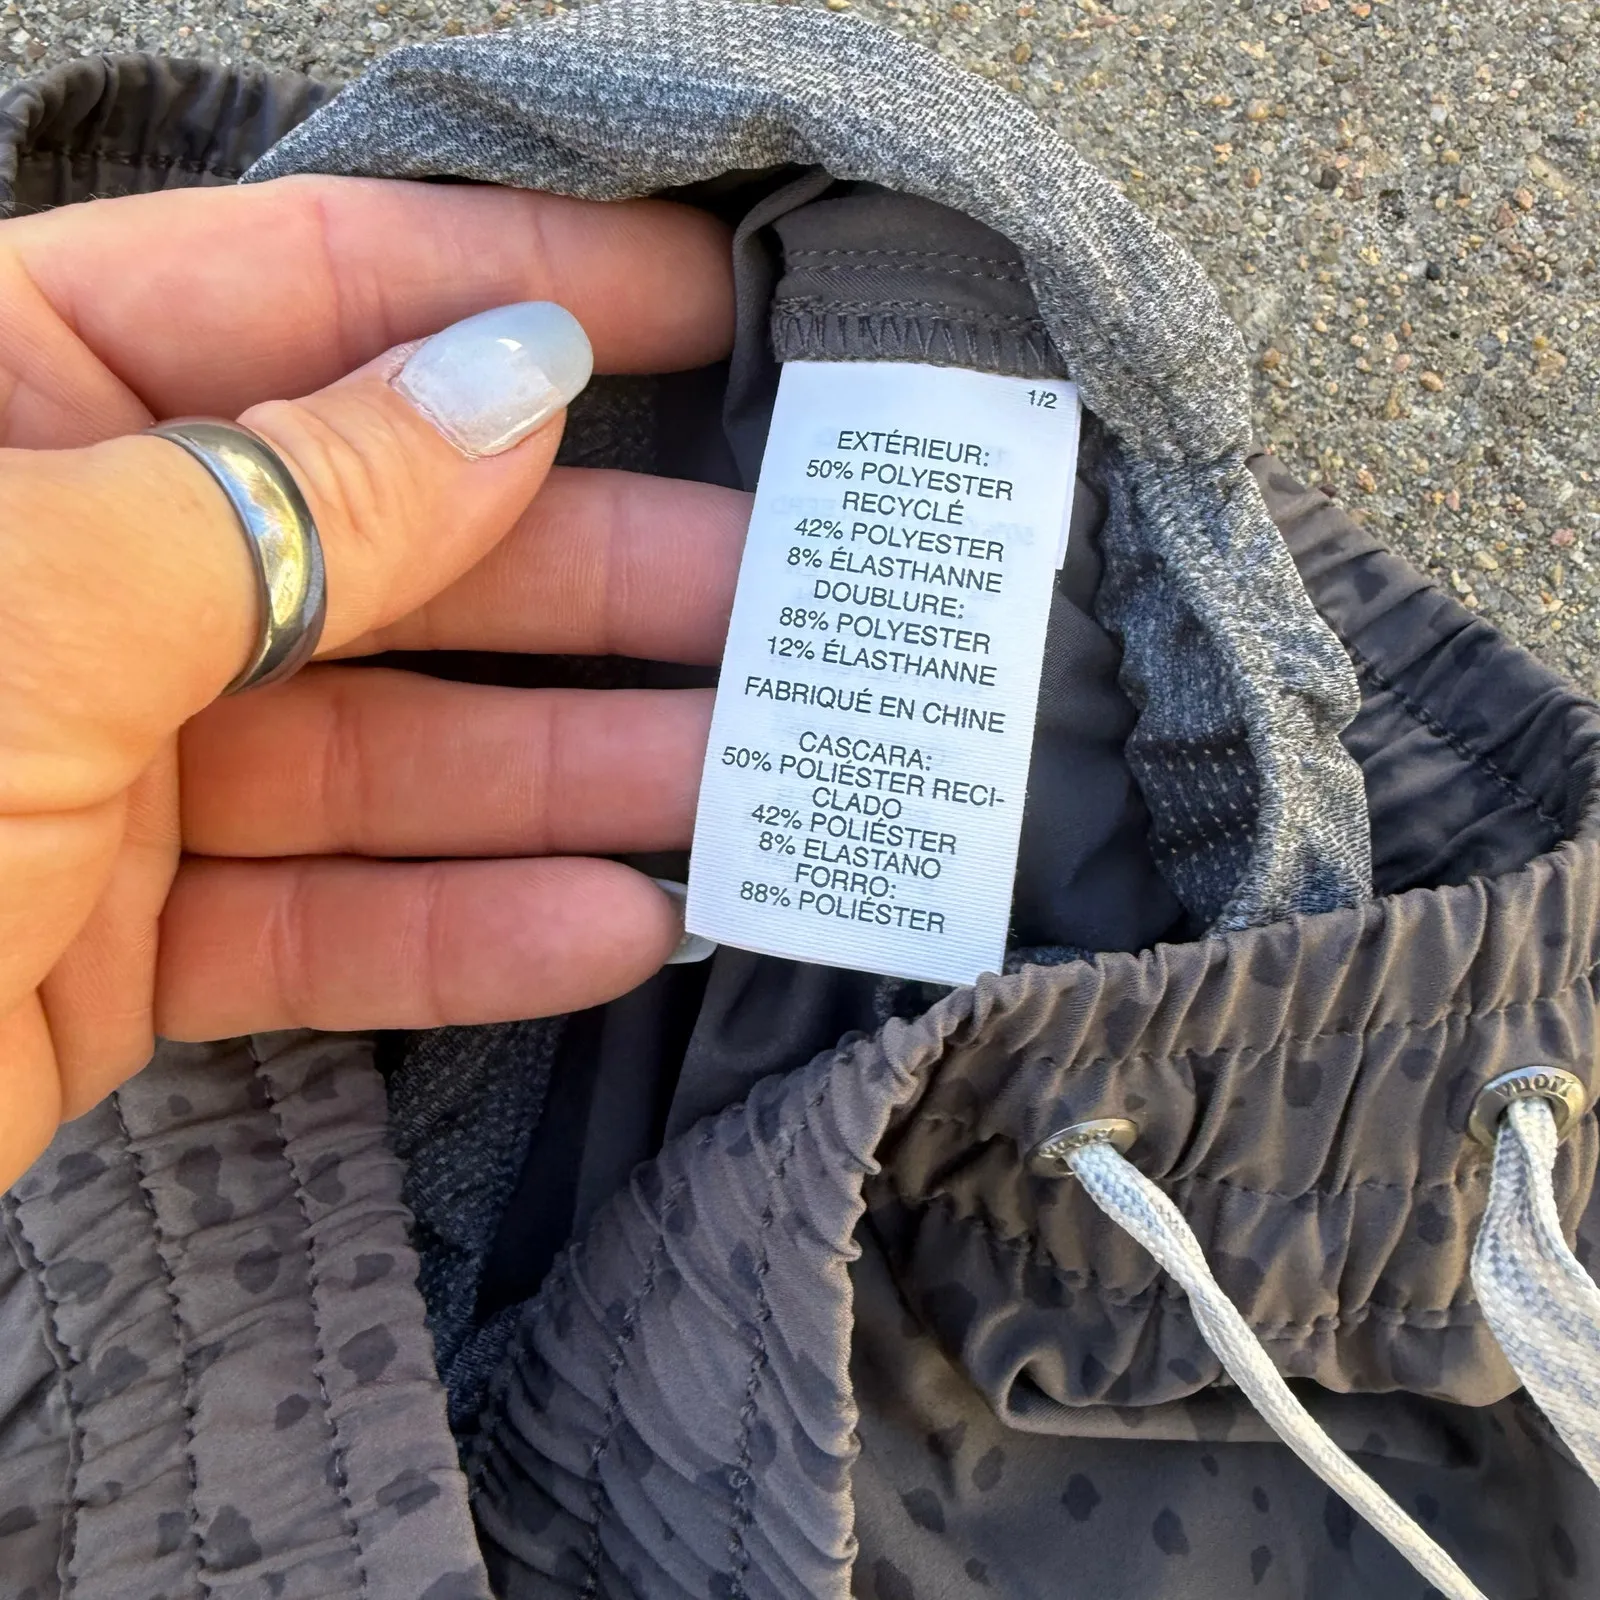 1/2
EXTÉRIEUR:
50% POLYESTER
RECYCLÉ
42% POLYESTER
8% ÉLASTHANNE
DOUBLURE:
88% POLYESTER
12% ÉLASTHANNE
FABRIQUÉ EN CHINE
CASCARA:
50% POLIÉSTER RECI-
CLADO
42% POLIÉSTER
8% ELASTANO
FORRO:
88% POLIÉSTER
vuori